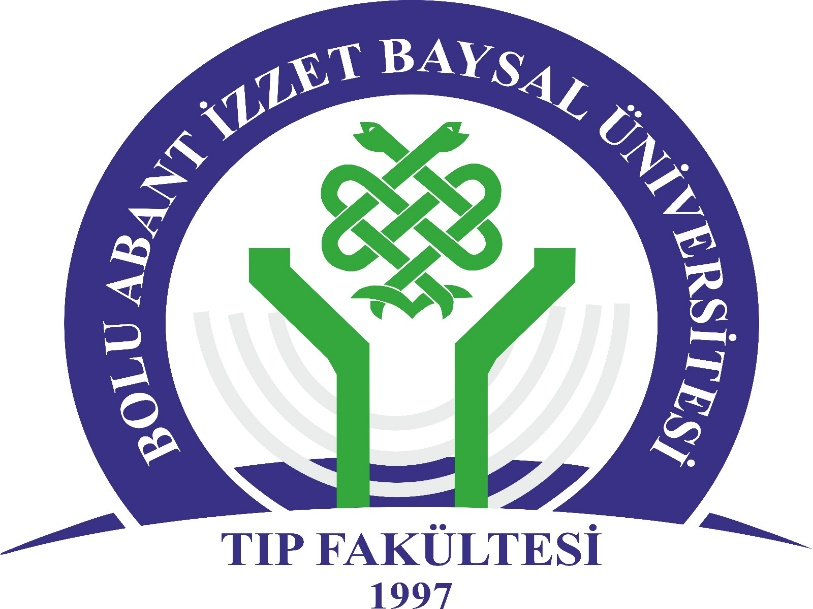 BOLU ABANT İZZET BAYSAL ÜNİVERSİTESİ
TIP FAKÜLTESİ
1997